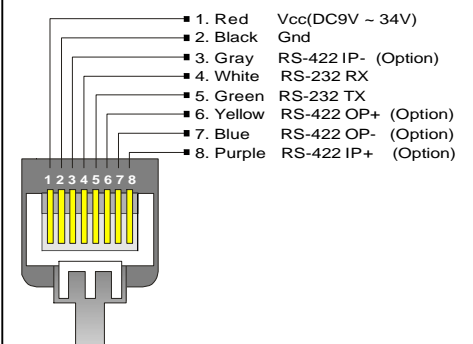 1. Red Vcc(DC9V ~ 34V)
2. Black Gnd
3. Gray RS-422 IP- (Option)
4. White RS-232 RX
5. Green RS-232 TX
6. Yellow RS-422 OP+ (Option)
7. Blue RS-422 OP- (Option)
8. Purple RS-422 IP+ (Option)
1 2 3 4 5 6 7 8